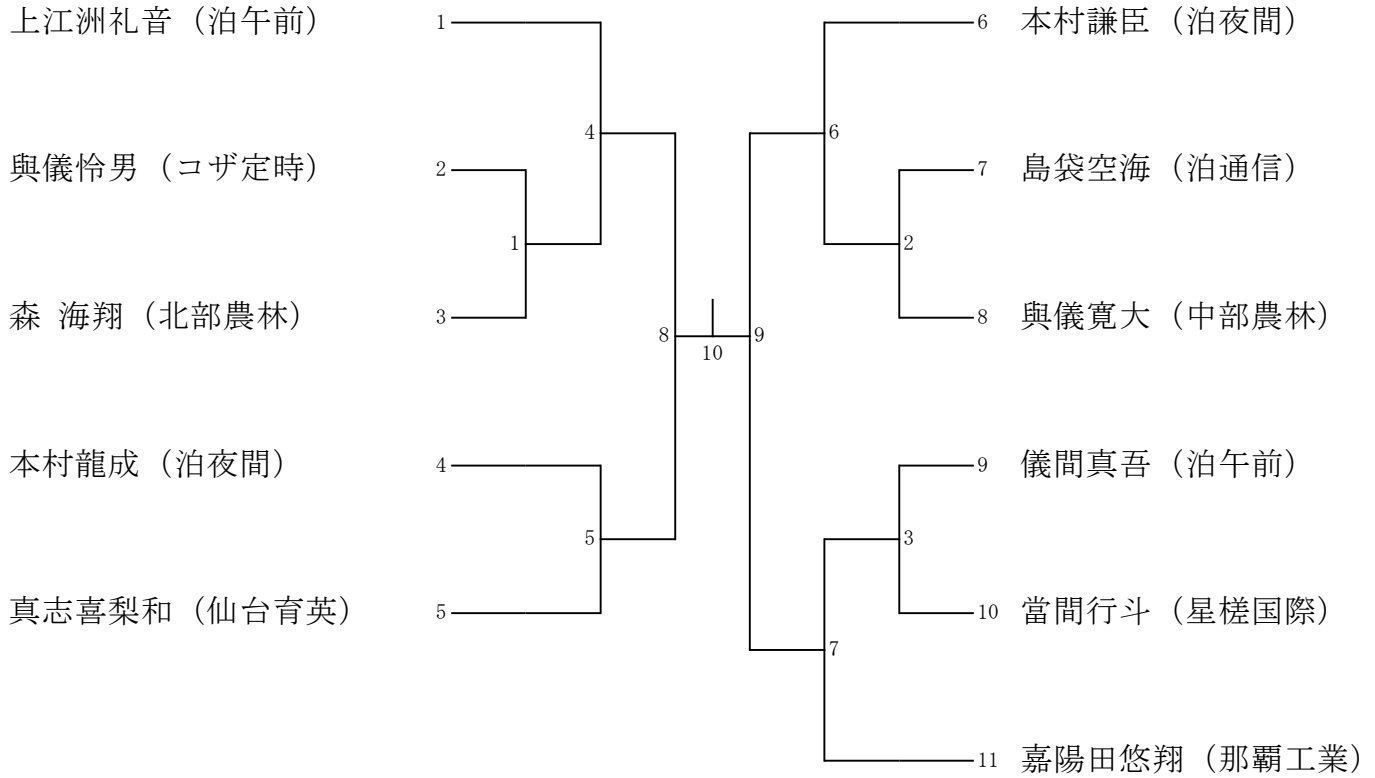 上江洲礼音（泊午前） 1
與儀怜男（コザ定時） 2
森 海翔（北部農林） 3
本村龍成（泊夜間） 4
真志喜梨和（仙台育英） 5
1
4
5
8
10
9
6
2
3
7
6 本村謙臣（泊夜間）
7 島袋空海（泊通信）
8 與儀寛大（中部農林）
9 儀間真吾（泊午前）
10 當間行斗（星槎国際）
11 嘉陽田悠翔（那覇工業）